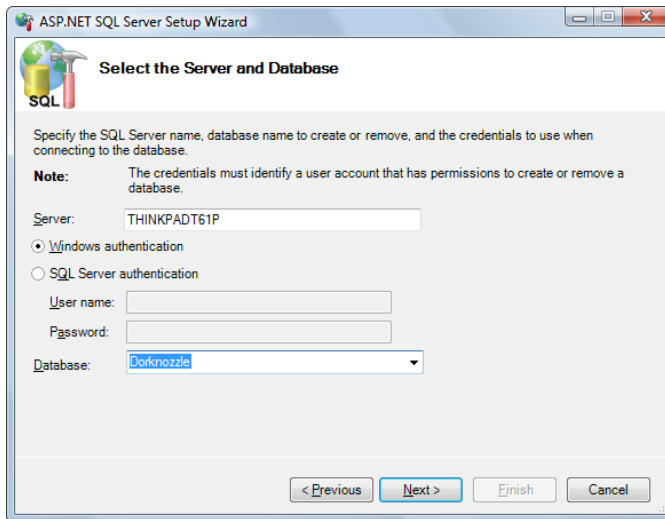 ASP.NET SQL Server Setup Wizard
SQL
Select the Server and Database
Specify the SQL Server name, database name to create or remove, and the credentials to use when
connecting to the database.
Note: The credentials must identify a user account that has permissions to create or remove a
database.
Server: THINKPADT61P
Windows authentication
SQL Server authentication
User name:
Password:
Database: Dorknozzle
< Previous Next > Finish Cancel